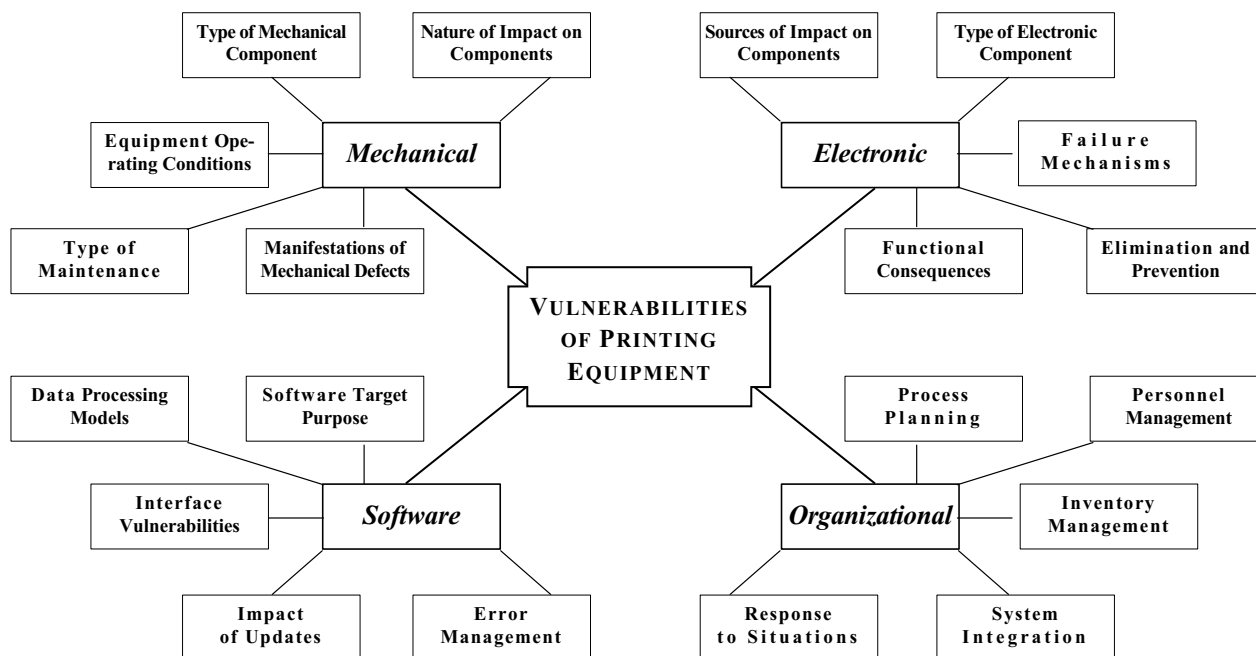 Type of Mechanical
Component
Nature of Impact on
Components
Sources of Impact on
Components
Type of Electronic
Component
Equipment Ope-
rating Conditions
Mechanical
Electronic
Failure
Mechanisms
Type of
Maintenance
Manifestations of
Mechanical Defects
Functional
Consequences
Elimination and
Prevention
VULNERABILITIES
OF PRINTING
EQUIPMENT
Data Processing
Models
Software Target
Purpose
Process
Planning
Personnel
Management
Interface
Vulnerabilities
Software
Organizational
Inventory
Management
Impact
of Updates
Error
Management
Response
to Situations
System
Integration